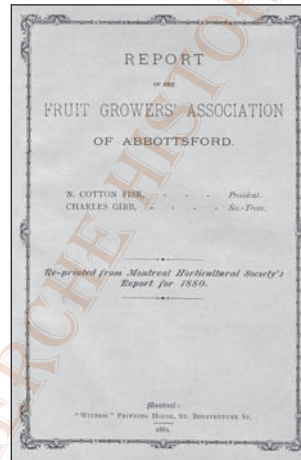 REPORT
OF THE
FRUIT GROWERS' ASSOCIATION
OF ABBOTTSFORD.
N. COTTON FISK, - - - President.
CHARLES GIBB, - - - - Sec.-Treas.
Re-printed from Montreal Horticultural Society's
Report for 1880.
Montreal:
"WITNESS" PRINTING HOUSE, ST. BONAVENTURE ST.
1881.